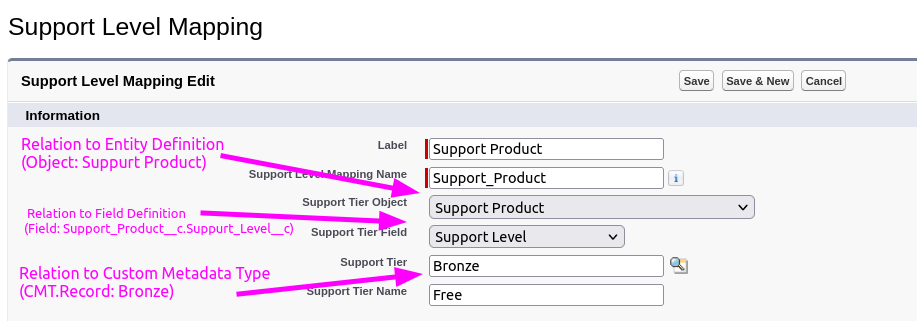 Support Level Mapping
Support Level Mapping Edit
Save
Save & New
Cancel
Information
Relation to Entity Definition
(Object: Suppurt Product)
Label
Support Product
Support Level Mapping Name
Support_Product
i
Support Tier Object
Support Product
Relation to Field Definition
(Field: Support_Product__c.Suppurt_Level__c)
Support Tier Field
Support Level
Relation to Custom Metadata Type
(CMT.Record: Bronze)
Support Tier
Bronze
Support Tier Name
Free